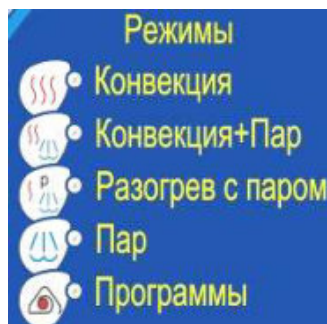 Режимы
Конвекция
Конвекция+Пар
P
Разогрев с паром
Пар
Программы